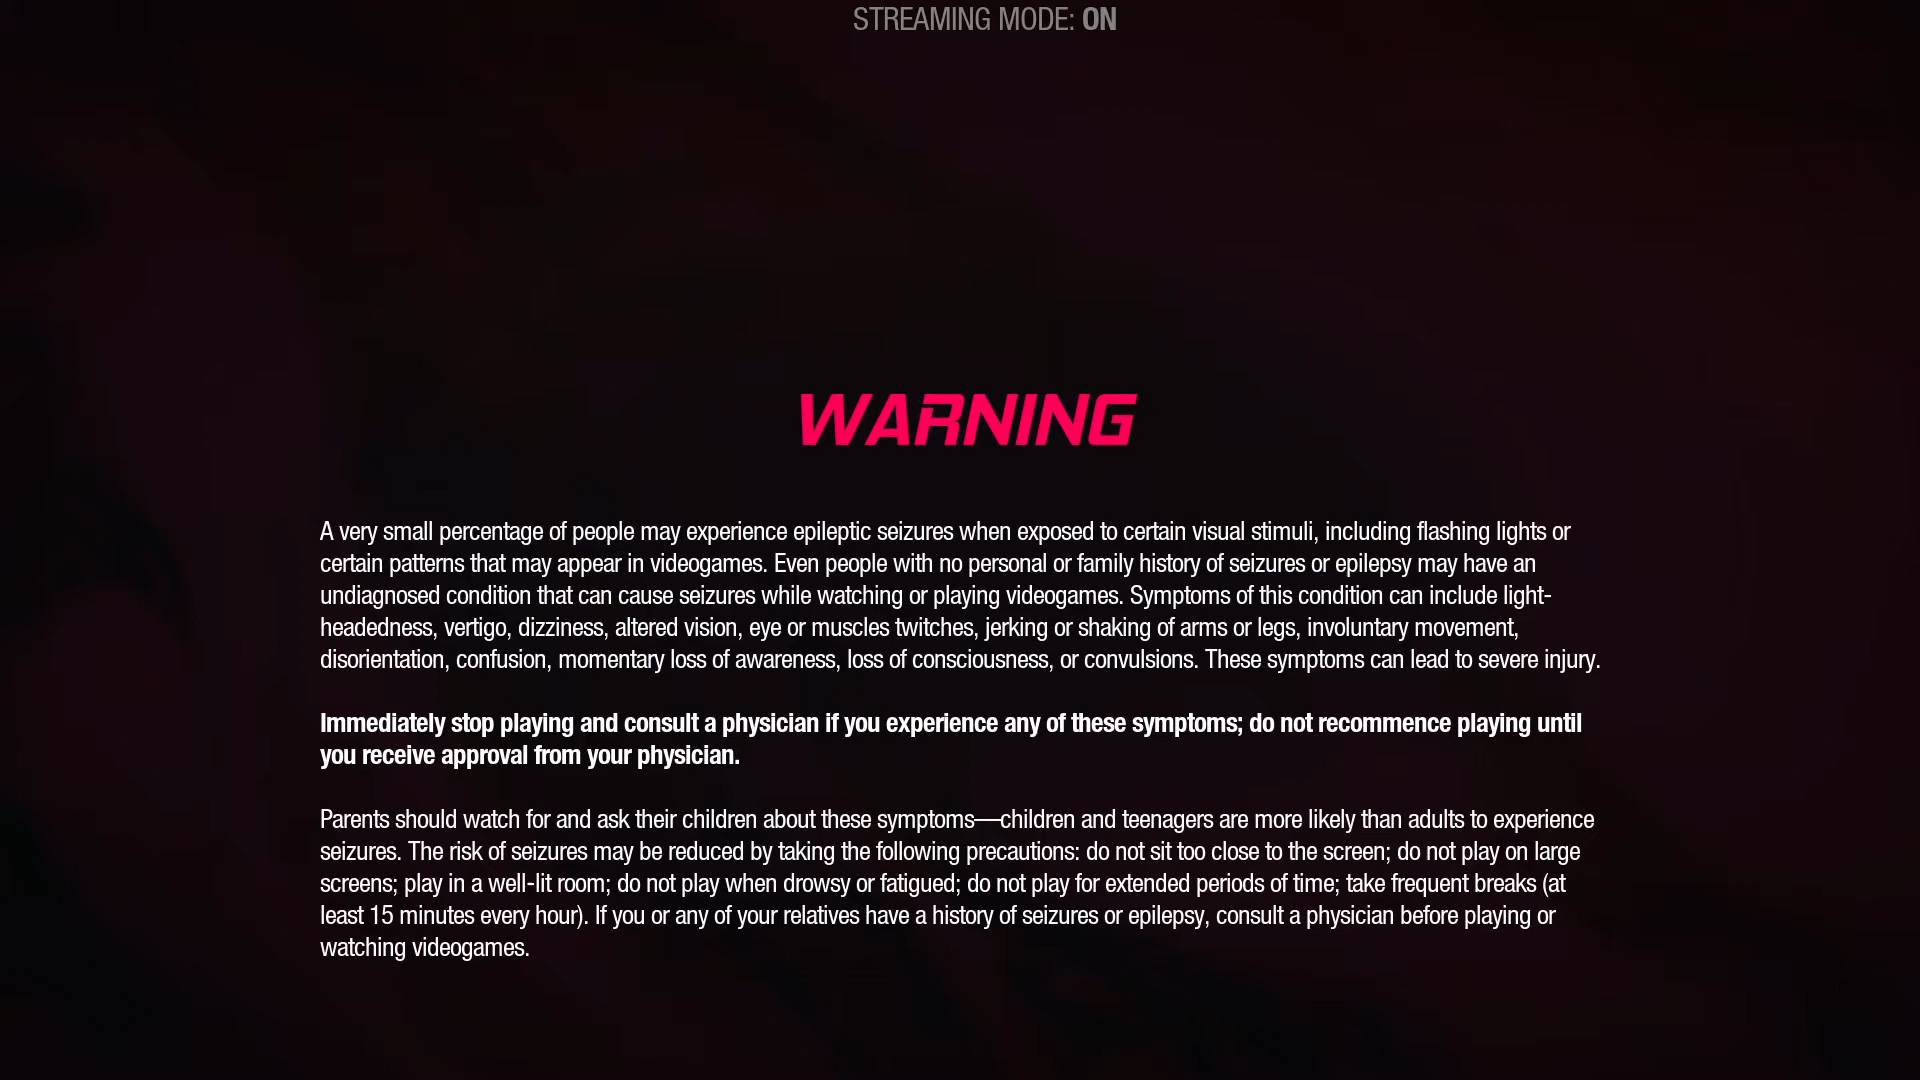 STREAMING MODE: ON
WARNING
A very small percentage of people may experience epileptic seizures when exposed to certain visual stimuli, including flashing lights or
certain patterns that may appear in videogames. Even people with no personal or family history of seizures or epilepsy may have an
undiagnosed condition that can cause seizures while watching or playing videogames. Symptoms of this condition can include light-
headedness, vertigo, dizziness, altered vision, eye or muscles twitches, jerking or shaking of arms or legs, involuntary movement,
disorientation, confusion, momentary loss of awareness, loss of consciousness, or convulsions. These symptoms can lead to severe injury.
Immediately stop playing and consult a physician if you experience any of these symptoms; do not recommence playing until
you receive approval from your physician.
Parents should watch for and ask their children about these symptoms—children and teenagers are more likely than adults to experience
seizures. The risk of seizures may be reduced by taking the following precautions: do not sit too close to the screen; do not play on large
screens; play in a well-lit room; do not play when drowsy or fatigued; do not play for extended periods of time; take frequent breaks (at
least 15 minutes every hour). If you or any of your relatives have a history of seizures or epilepsy, consult a physician before playing or
watching videogames.